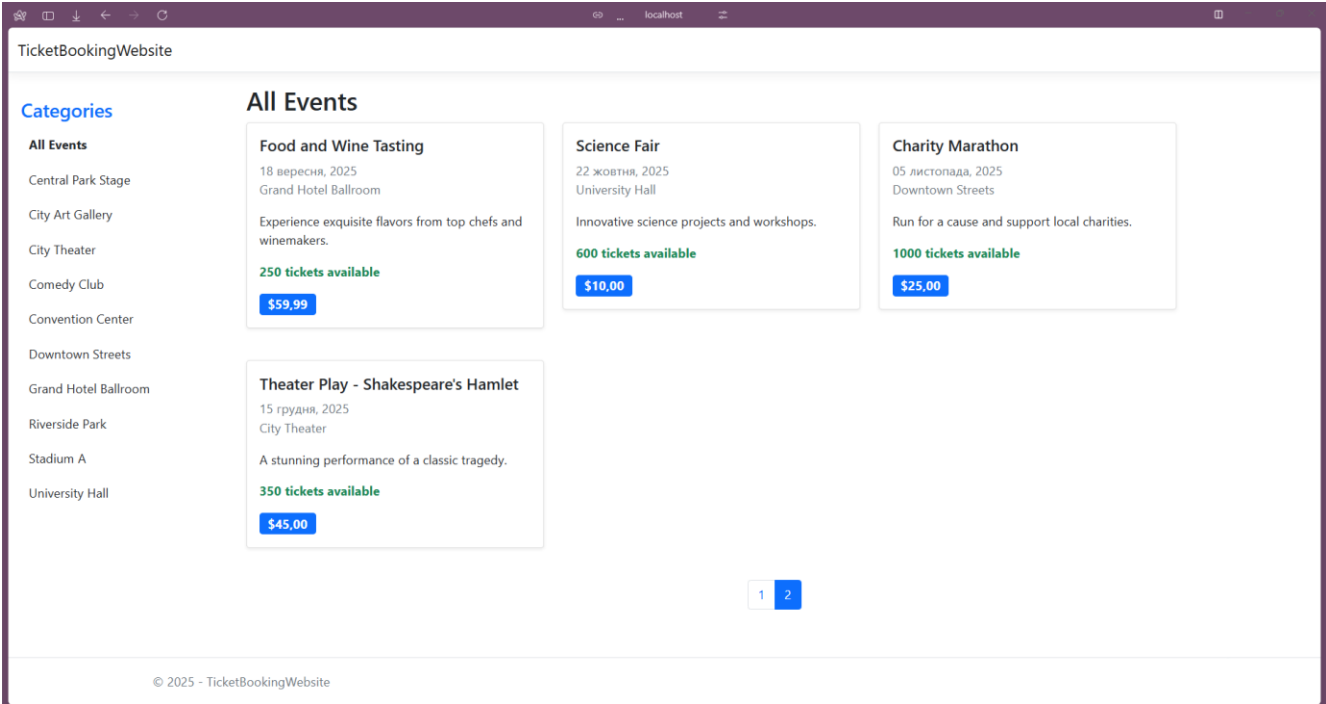 localhost
TicketBookingWebsite
Categories
All Events
Central Park Stage
City Art Gallery
City Theater
Comedy Club
Convention Center
Downtown Streets
Grand Hotel Ballroom
Riverside Park
Stadium A
University Hall
All Events
Food and Wine Tasting
18 вересня, 2025
Grand Hotel Ballroom
Experience exquisite flavors from top chefs and
winemakers.
250 tickets available
$59,99
Science Fair
22 жовтня, 2025
University Hall
Innovative science projects and workshops.
600 tickets available
$10,00
Charity Marathon
05 листопада, 2025
Downtown Streets
Run for a cause and support local charities.
1000 tickets available
$25,00
Theater Play - Shakespeare's Hamlet
15 грудня, 2025
City Theater
A stunning performance of a classic tragedy.
350 tickets available
$45,00
1 2
© 2025 - TicketBookingWebsite